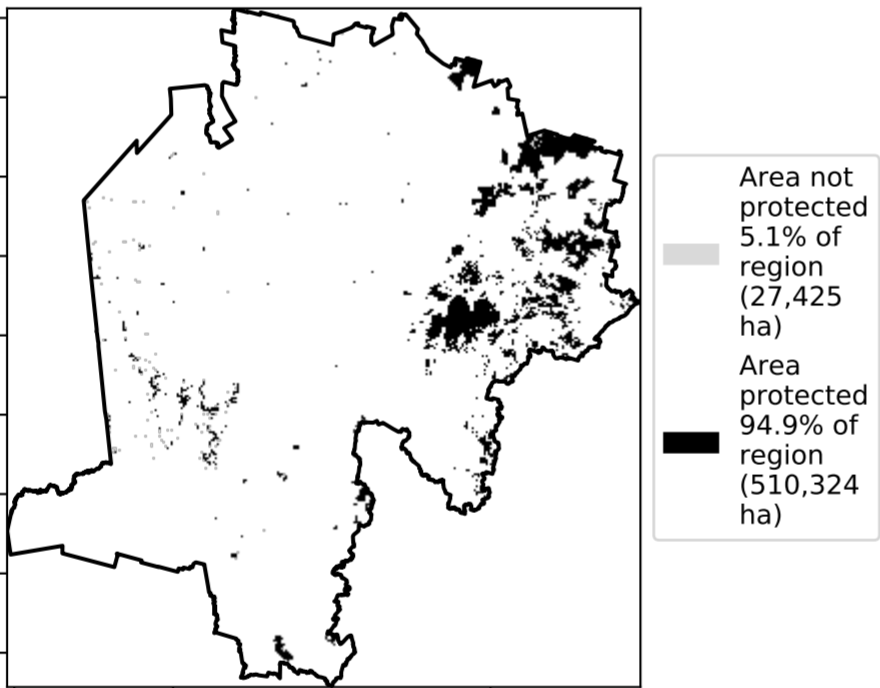 Area not
protected
5.1% of
region
(27,425
ha)
Area
protected
94.9% of
region
(510,324
ha)